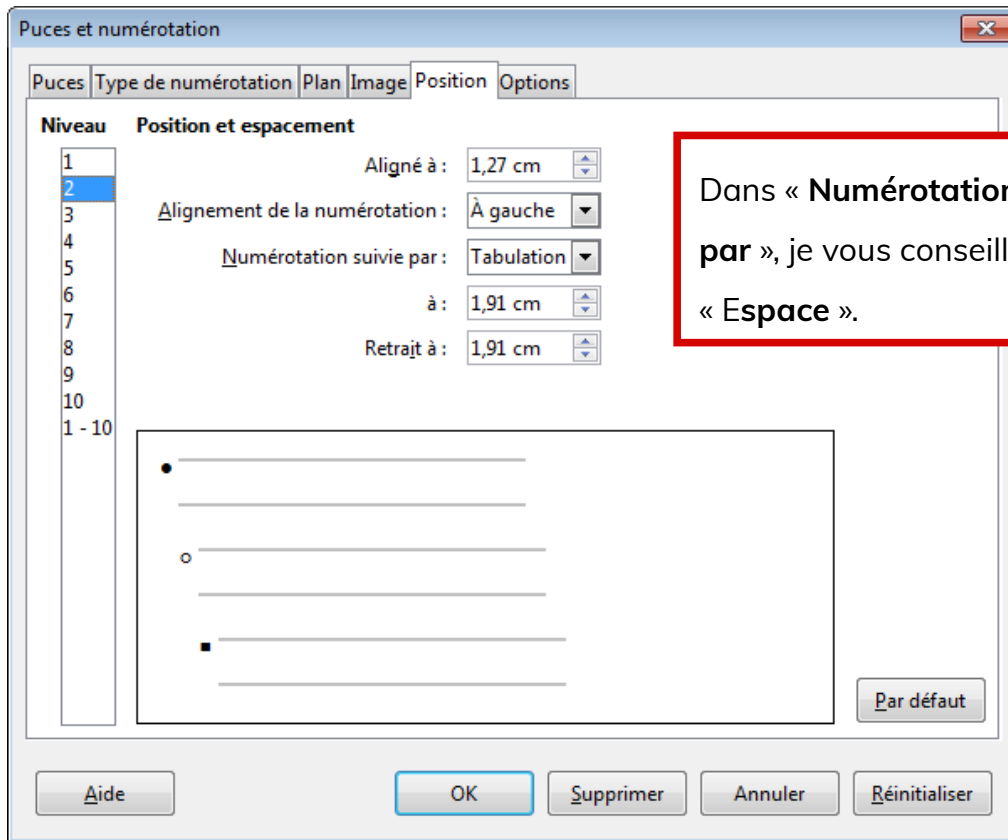 Puces et numérotation
Puces Type de numérotation Plan Image Position Options
Niveau Position et espacement
1
2
3
4
5
6
7
8
9
10
1 - 10
Aligné à : 1,27 cm
Alignement de la numérotation : À gauche
Numérotation suivie par : Tabulation
à : 1,91 cm
Retrait à : 1,91 cm
Dans « Numérotation
par », je vous conseill
« Espace ».
Par défaut
Aide OK Supprimer Annuler Réinitialiser